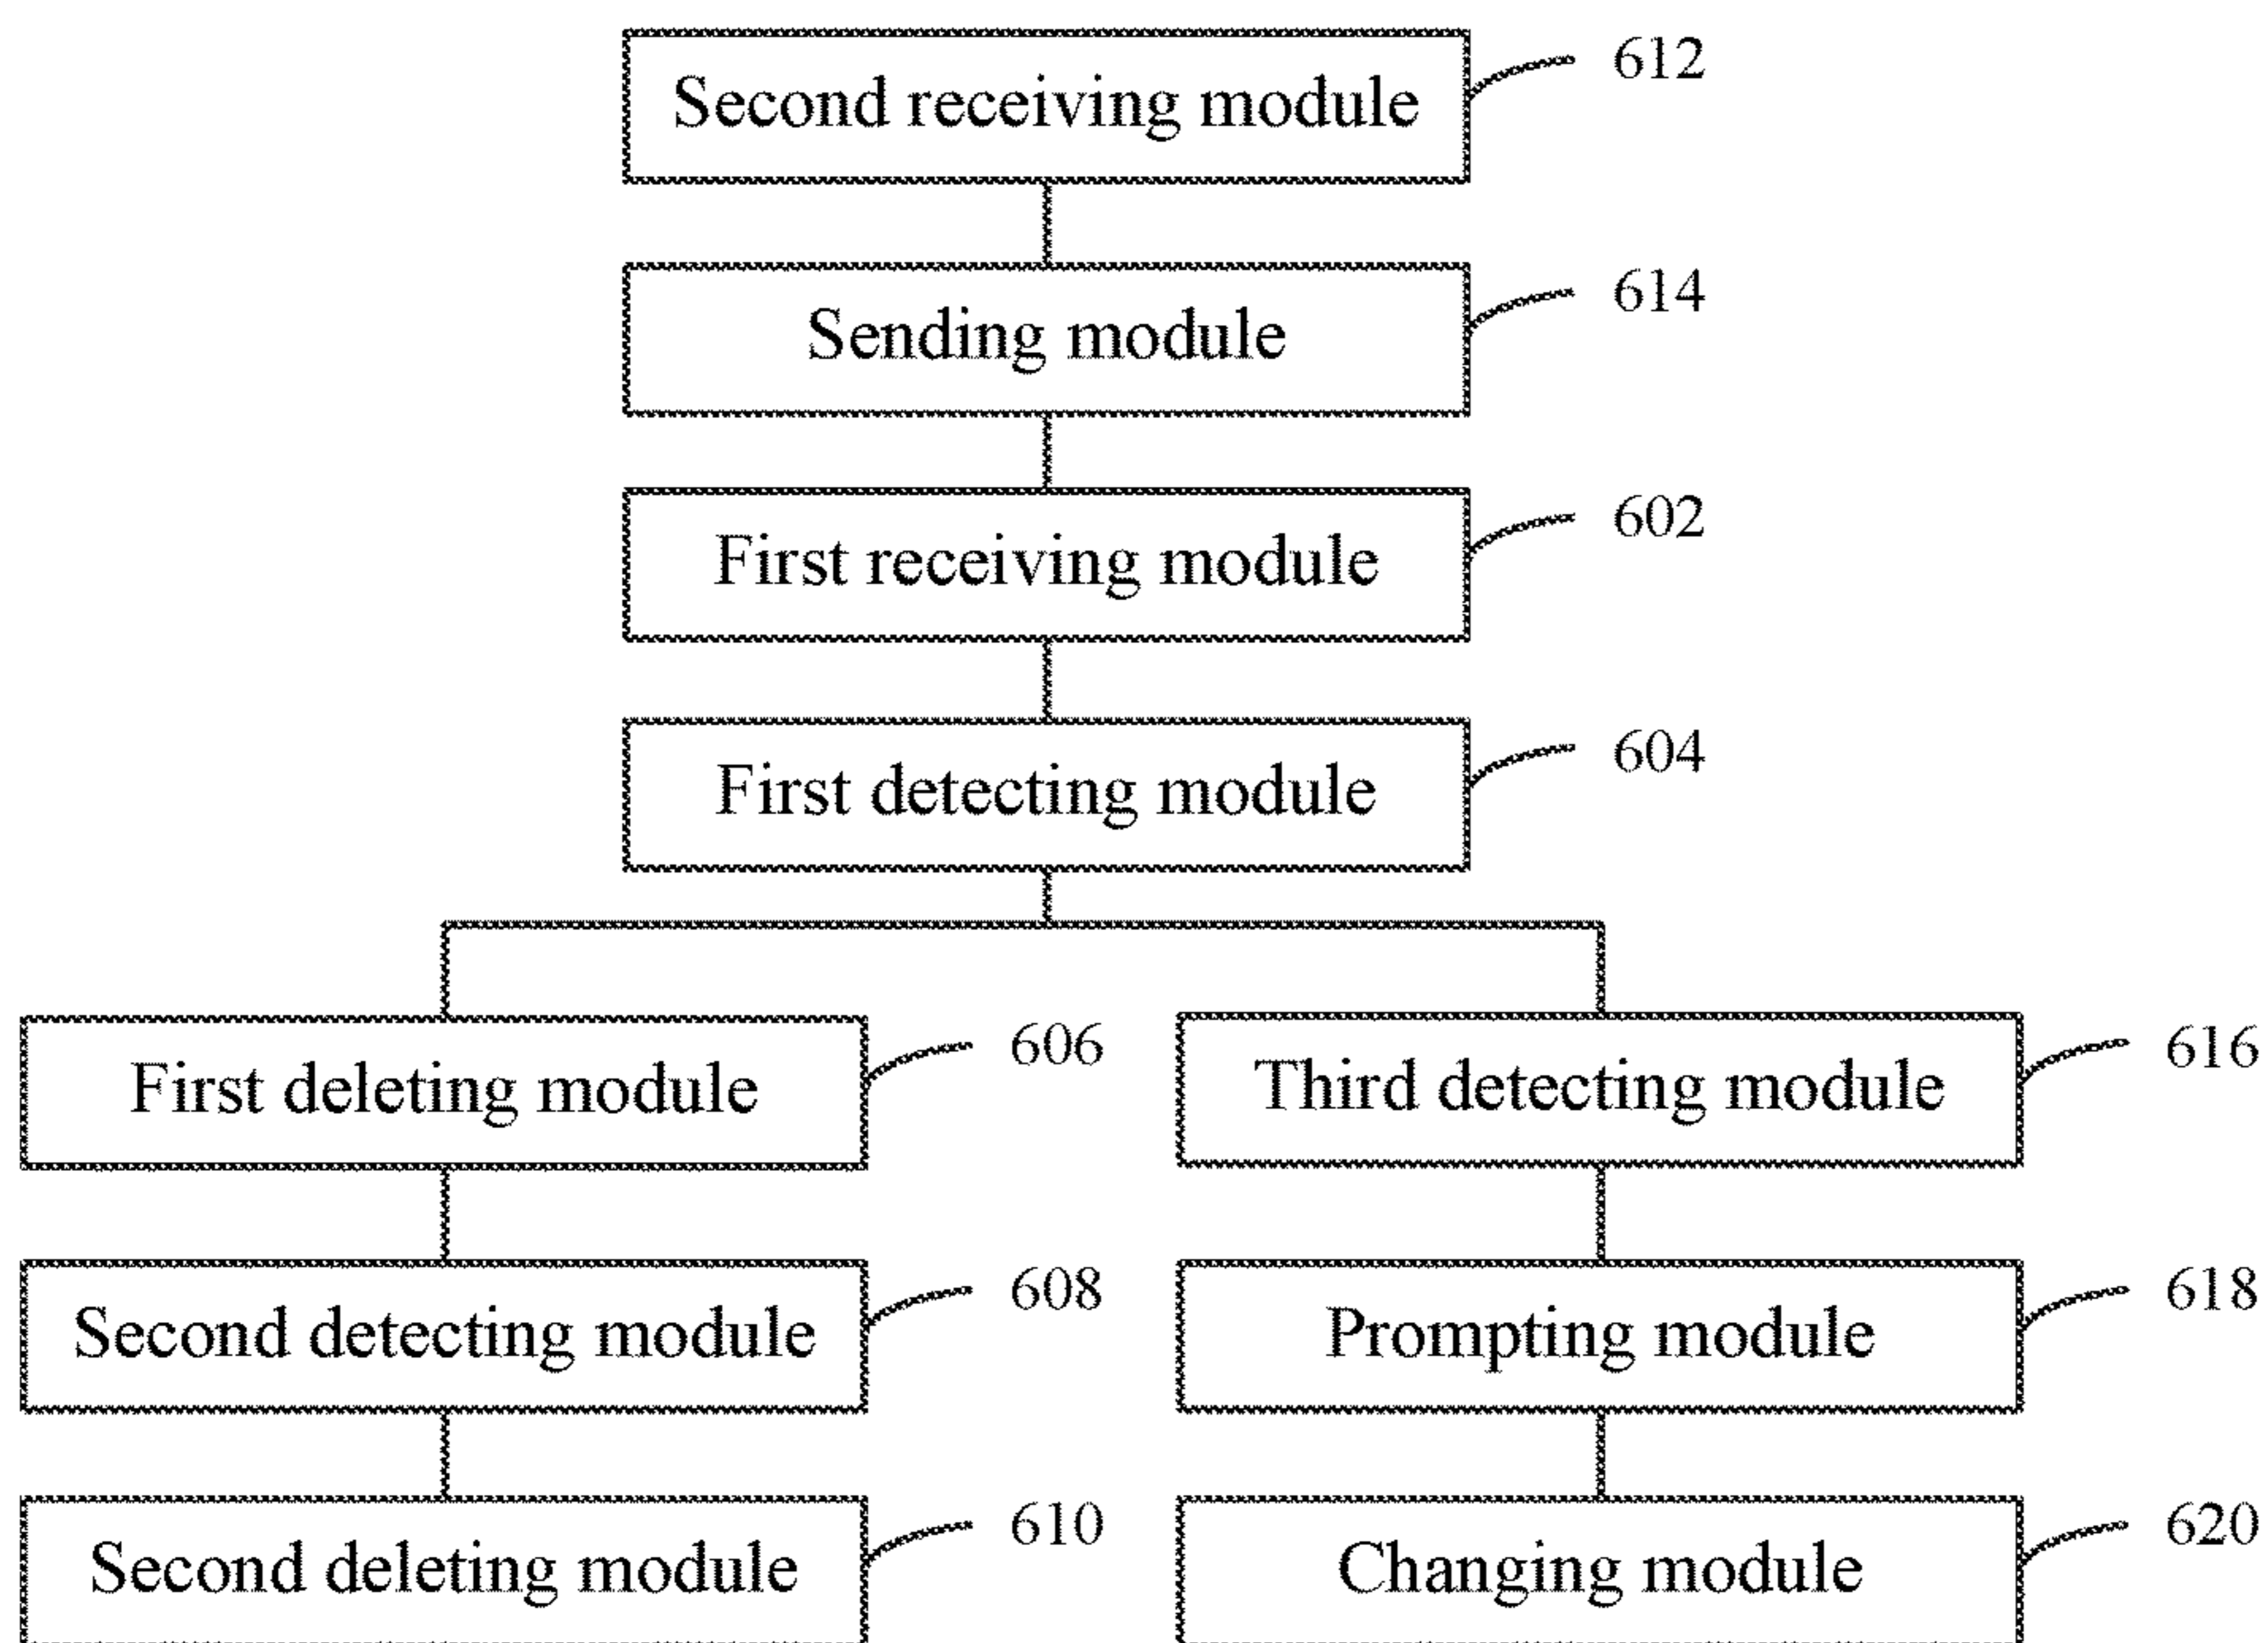 Second receiving module 612
Sending module 614
First receiving module 602
First detecting module 604
First deleting module 606
Third detecting module 616
Second detecting module 608
Prompting module 618
Second deleting module 610
Changing module 620